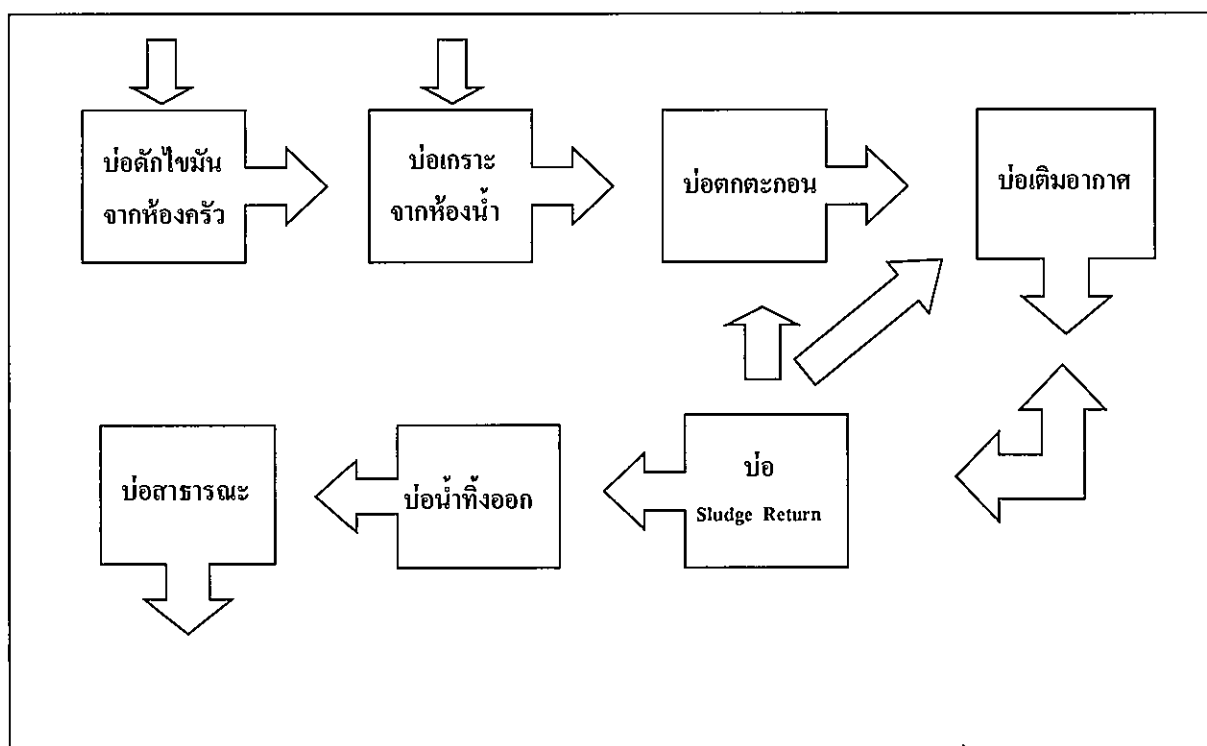 บ่อดักไขมัน
จากห้องครัว
บ่อเกราะ
จากห้องน้ำ
บ่อตกตะกอน
บ่อเติมอากาศ
บ่อสาธารณะ
บ่อน้ำทิ้งออก
บ่อ
Sludge Return